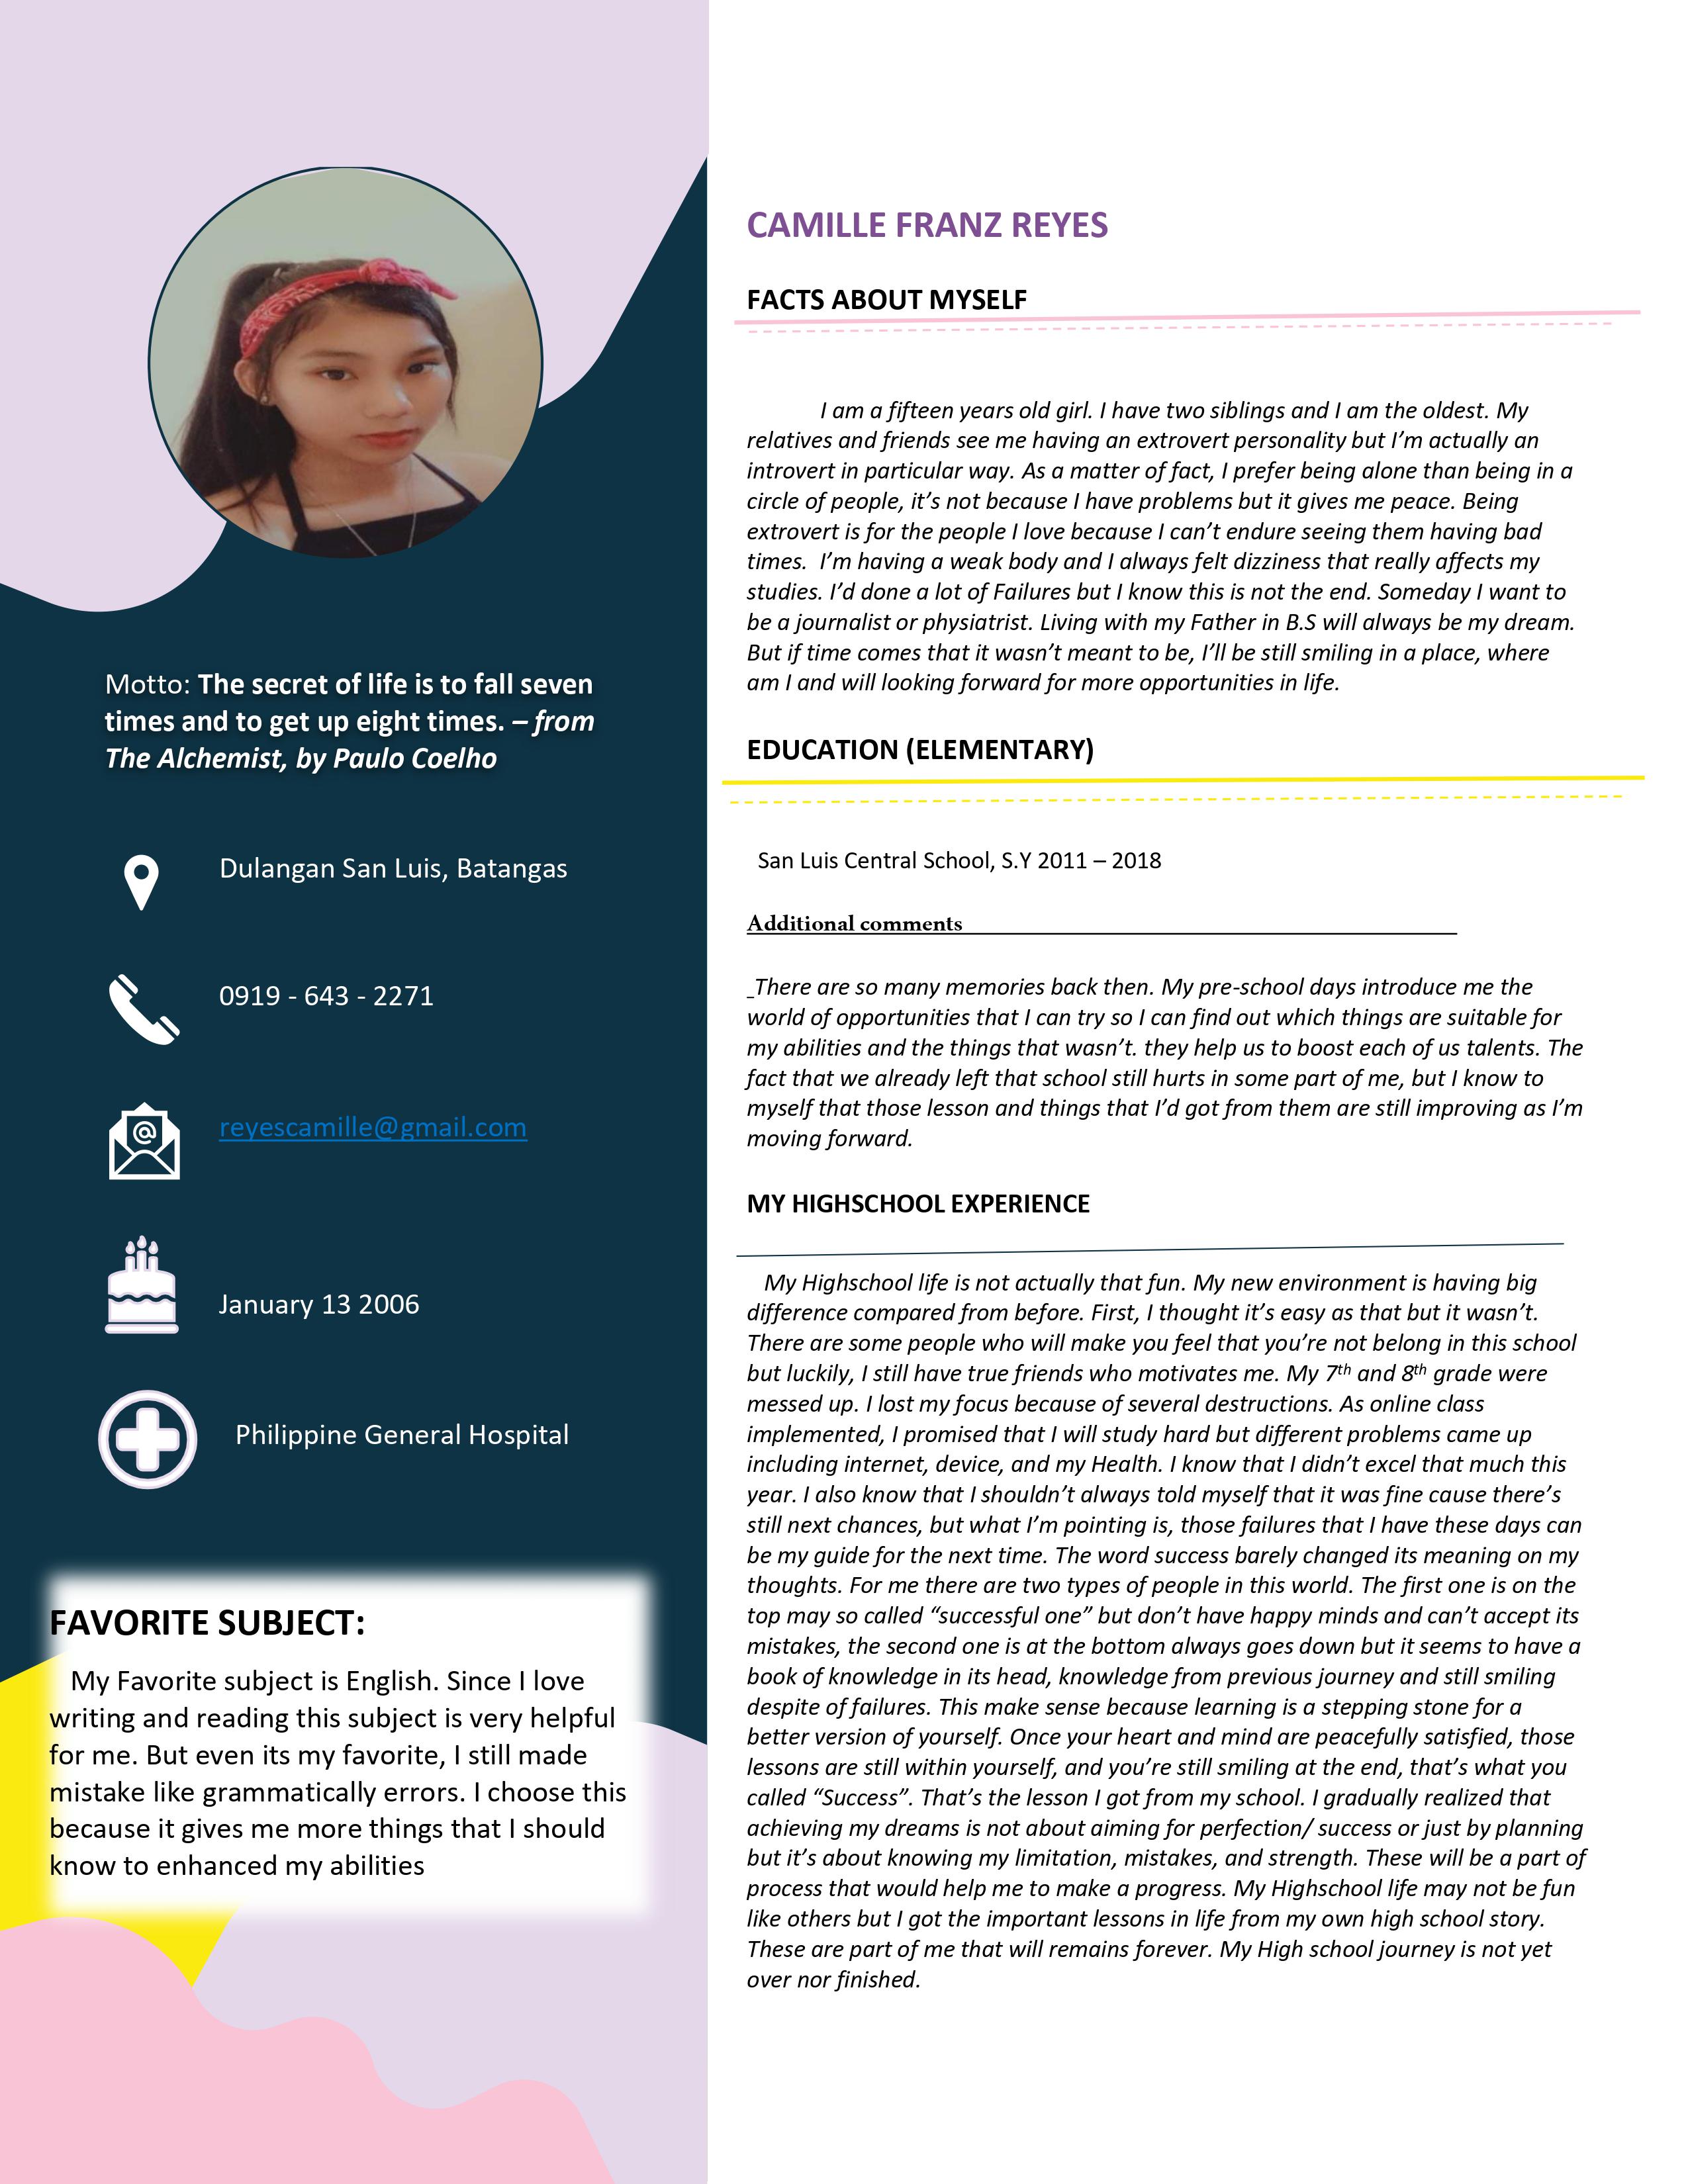 Motto: The secret of life is to fall seven
times and to get up eight times. – from
The Alchemist, by Paulo Coelho
Dulangan San Luis, Batangas
0919 - 643 - 2271
reyescamille@gmail.com
January 13 2006
Philippine General Hospital
FAVORITE SUBJECT:
My Favorite subject is English. Since I love
writing and reading this subject is very helpful
for me. But even its my favorite, I still made
mistake like grammatically errors. I choose this
because it gives me more things that I should
know to enhanced my abilities
CAMILLE FRANZ REYES
FACTS ABOUT MYSELF
I am a fifteen years old girl. I have two siblings and I am the oldest. My
relatives and friends see me having an extrovert personality but I’m actually an
introvert in particular way. As a matter of fact, I prefer being alone than being in a
circle of people, it’s not because I have problems but it gives me peace. Being
extrovert is for the people I love because I can’t endure seeing them having bad
times.  I’m having a weak body and I always felt dizziness that really affects my
studies. I’d done a lot of Failures but I know this is not the end. Someday I want to
be a journalist or physiatrist. Living with my Father in B.S will always be my dream.
But if time comes that it wasn’t meant to be, I’ll be still smiling in a place, where
am I and will looking forward for more opportunities in life.
EDUCATION (ELEMENTARY)
San Luis Central School, S.Y 2011 – 2018
Additional comments
There are so many memories back then. My pre-school days introduce me the
world of opportunities that I can try so I can find out which things are suitable for
my abilities and the things that wasn’t. they help us to boost each of us talents. The
fact that we already left that school still hurts in some part of me, but I know to
myself that those lesson and things that I’d got from them are still improving as I’m
moving forward.
MY HIGHSCHOOL EXPERIENCE
My Highschool life is not actually that fun. My new environment is having big
difference compared from before. First, I thought it’s easy as that but it wasn’t.
There are some people who will make you feel that you’re not belong in this school
but luckily, I still have true friends who motivates me. My 7th and 8th grade were
messed up. I lost my focus because of several destructions. As online class
implemented, I promised that I will study hard but different problems came up
including internet, device, and my Health. I know that I didn’t excel that much this
year. I also know that I shouldn’t always told myself that it was fine cause there’s
still next chances, but what I’m pointing is, those failures that I have these days can
be my guide for the next time. The word success barely changed its meaning on my
thoughts. For me there are two types of people in this world. The first one is on the
top may so called “successful one” but don’t have happy minds and can’t accept its
mistakes, the second one is at the bottom always goes down but it seems to have a
book of knowledge in its head, knowledge from previous journey and still smiling
despite of failures. This make sense because learning is a stepping stone for a
better version of yourself. Once your heart and mind are peacefully satisfied, those
lessons are still within yourself, and you’re still smiling at the end, that’s what you
called “Success”. That’s the lesson I got from my school. I gradually realized that
achieving my dreams is not about aiming for perfection/ success or just by planning
but it’s about knowing my limitation, mistakes, and strength. These will be a part of
process that would help me to make a progress. My Highschool life may not be fun
like others but I got the important lessons in life from my own high school story.
These are part of me that will remains forever. My High school journey is not yet
over nor finished.